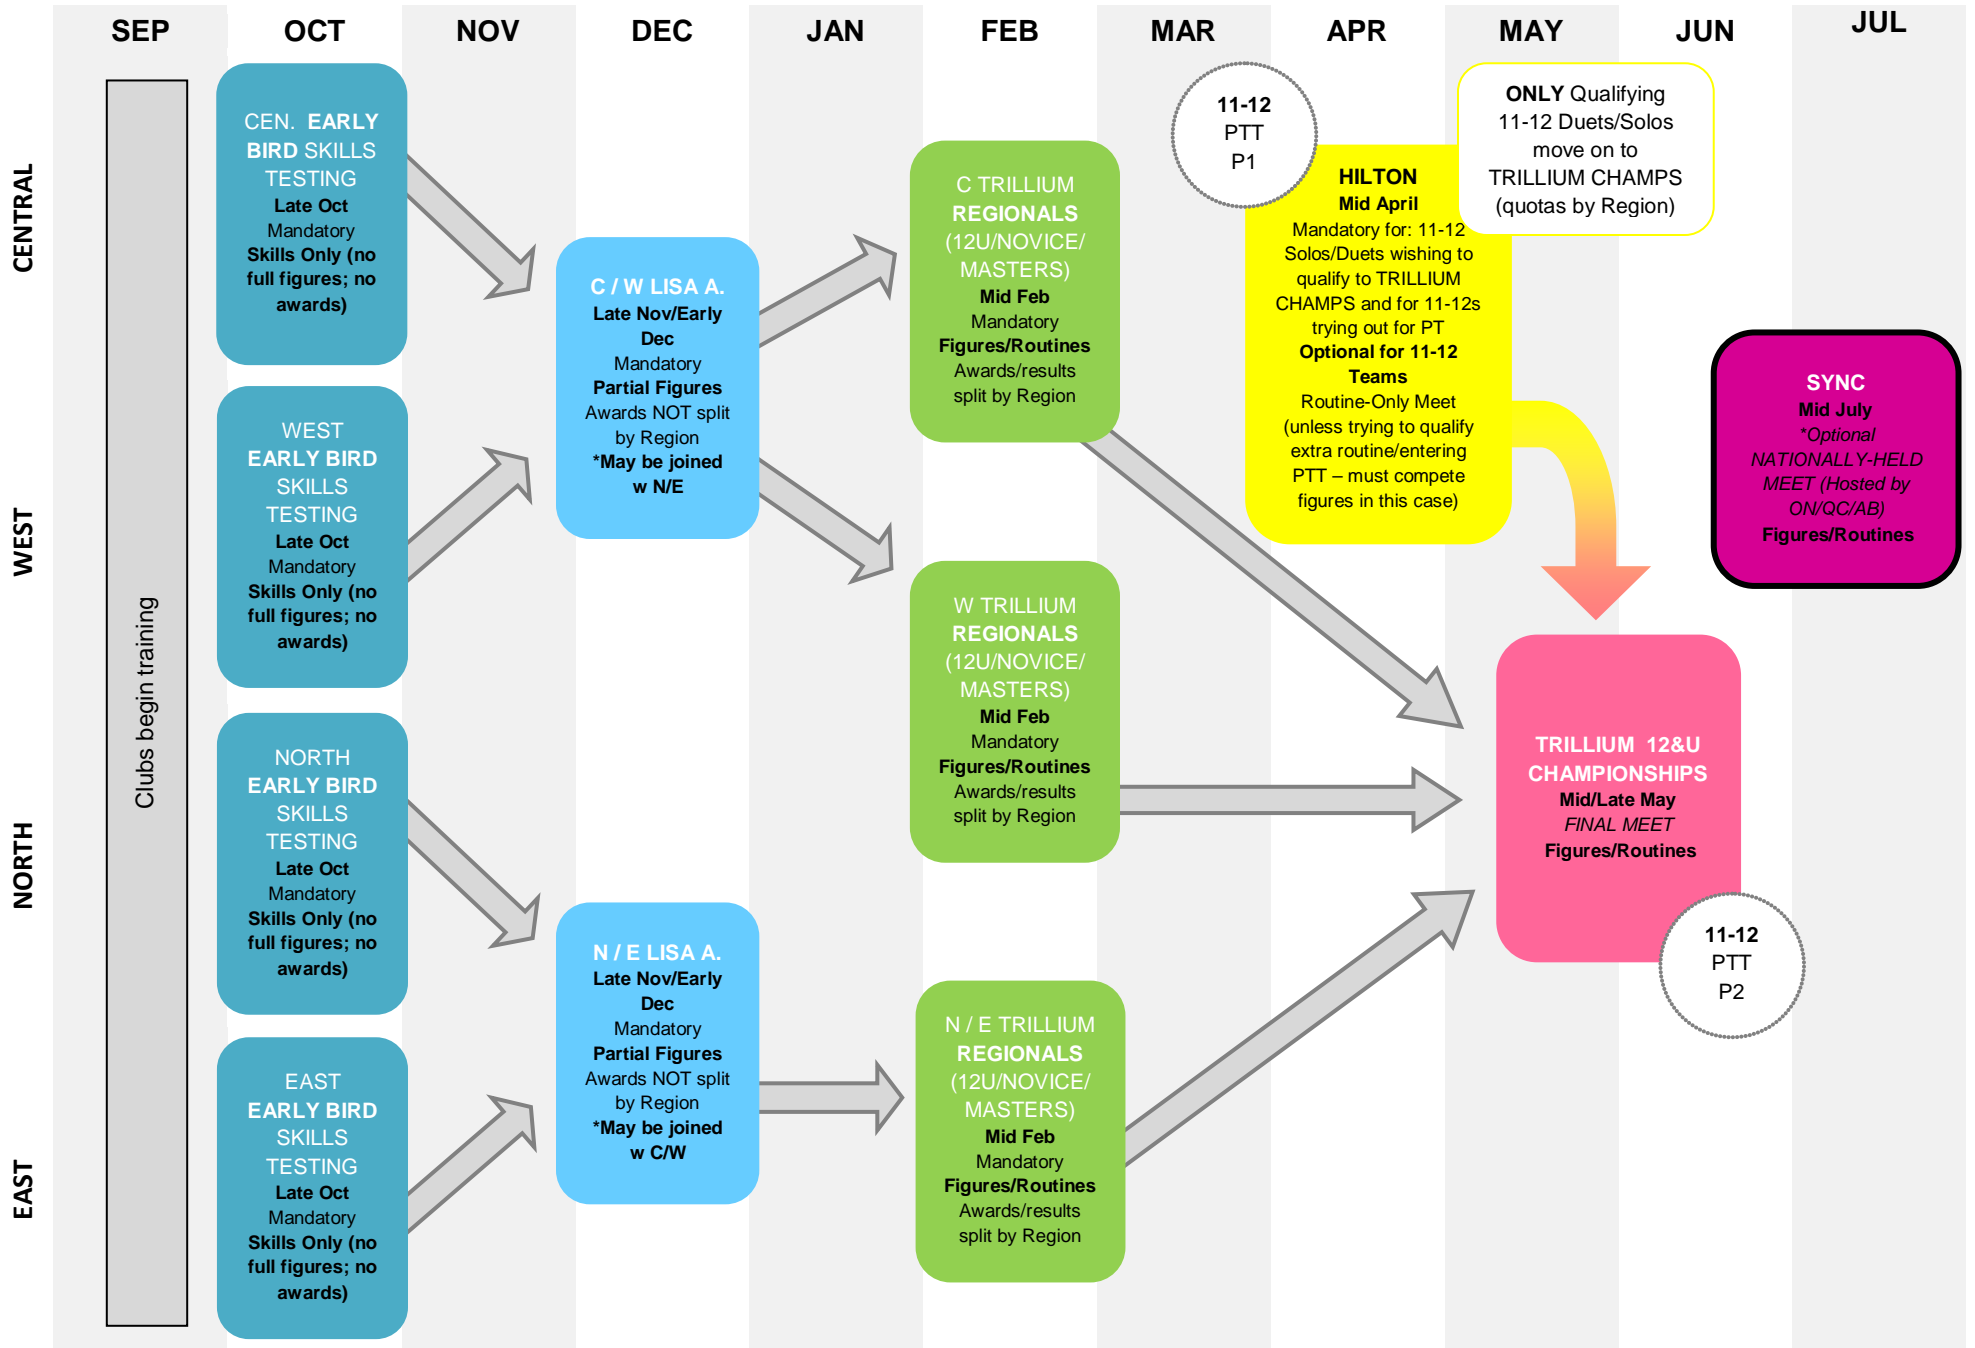 SEP
OCT
NOV
DEC
JAN
FEB
MAR
APR
MAY
JUN
JUL
CENTRAL
WEST
NORTH
EAST
Clubs begin training
CEN. EARLY
BIRD SKILLS
TESTING
Late Oct
Mandatory
Skills Only (no
full figures; no
awards)
WEST
EARLY BIRD
SKILLS
TESTING
Late Oct
Mandatory
Skills Only (no
full figures; no
awards)
NORTH
EARLY BIRD
SKILLS
TESTING
Late Oct
Mandatory
Skills Only (no
full figures; no
awards)
EAST
EARLY BIRD
SKILLS
TESTING
Late Oct
Mandatory
Skills Only (no
full figures; no
awards)
C / W LISA A.
Late Nov/Early
Dec
Mandatory
Partial Figures
Awards NOT split
by Region
*May be joined
w N/E
N / E LISA A.
Late Nov/Early
Dec
Mandatory
Partial Figures
Awards NOT split
by Region
*May be joined
w C/W
C TRILLIUM
REGIONALS
(12U/NOVICE/
MASTERS)
Mid Feb
Mandatory
Figures/Routines
Awards/results
split by Region
W TRILLIUM
REGIONALS
(12U/NOVICE/
MASTERS)
Mid Feb
Mandatory
Figures/Routines
Awards/results
split by Region
N / E TRILLIUM
REGIONALS
(12U/NOVICE/
MASTERS)
Mid Feb
Mandatory
Figures/Routines
Awards/results
split by Region
11-12
PTT
P1
HILTON
Mid April
Mandatory for: 11-12
Solos/Duets wishing to
qualify to TRILLIUM
CHAMPS and for 11-12s
trying out for PT
Optional for 11-12
Teams
Routine-Only Meet
(unless trying to qualify
extra routine/entering
PTT – must compete
figures in this case)
ONLY Qualifying
11-12 Duets/Solos
move on to
TRILLIUM CHAMPS
(quotas by Region)
TRILLIUM 12&U
CHAMPIONSHIPS
Mid/Late May
FINAL MEET
Figures/Routines
11-12
PTT
P2
SYNC
Mid July
*Optional
NATIONALLY-HELD
MEET (Hosted by
ON/QC/AB)
Figures/Routines